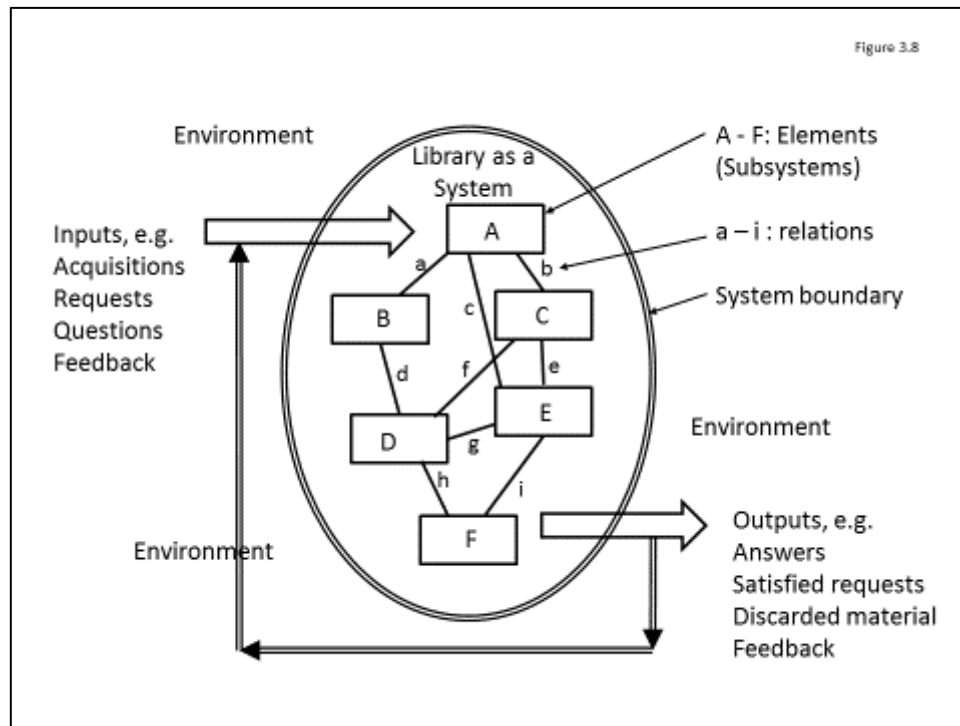 Figure 3.8
Environment
Library as a
System
A - F: Elements
(Subsystems)
A
a – i : relations
Inputs, e.g.
Acquisitions
Requests
Questions
Feedback
a
b
System boundary
B
c
C
d
f
e
E
D
g
Environment
h
i
Environment
F
Outputs, e.g.
Answers
Satisfied requests
Discarded material
Feedback